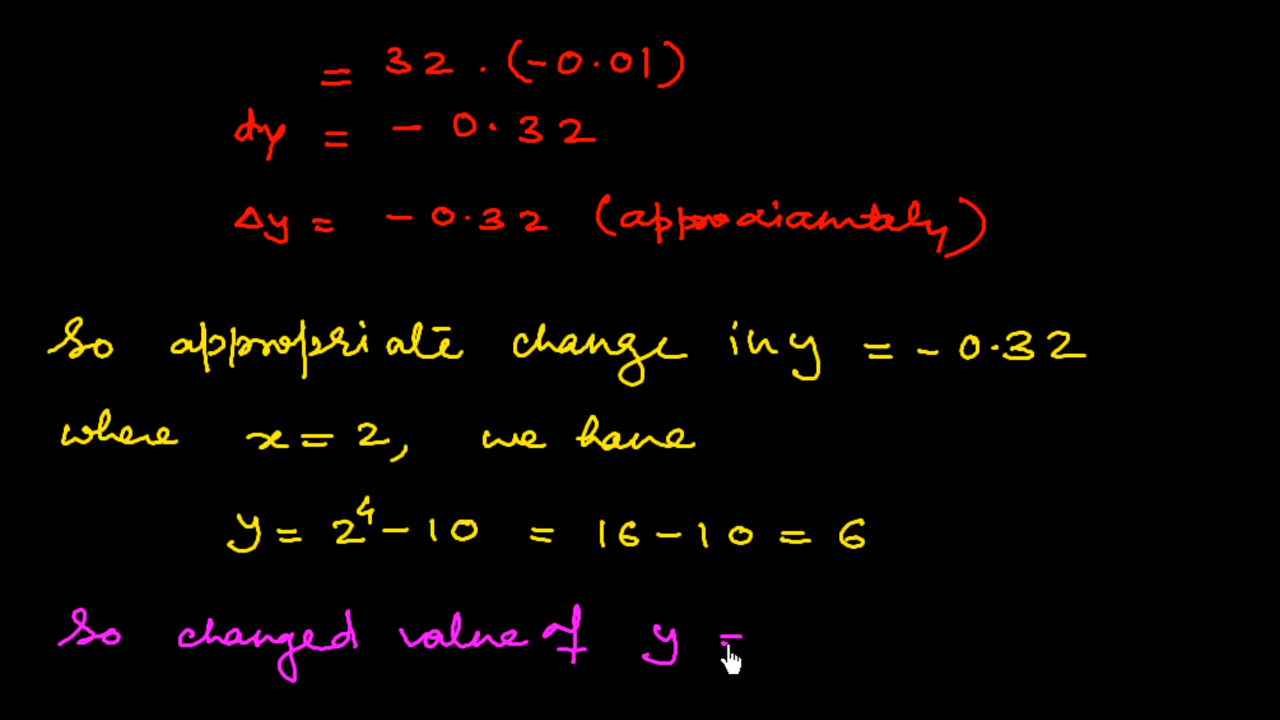 = 32 . (-0.01)
dy = - 0.32
Δy = - 0.32 (approdiamtely)
So appropriate change in y = - 0.32
where x = 2, we have
y = 2⁴ - 10 = 16 - 10 = 6
So changed value of y =